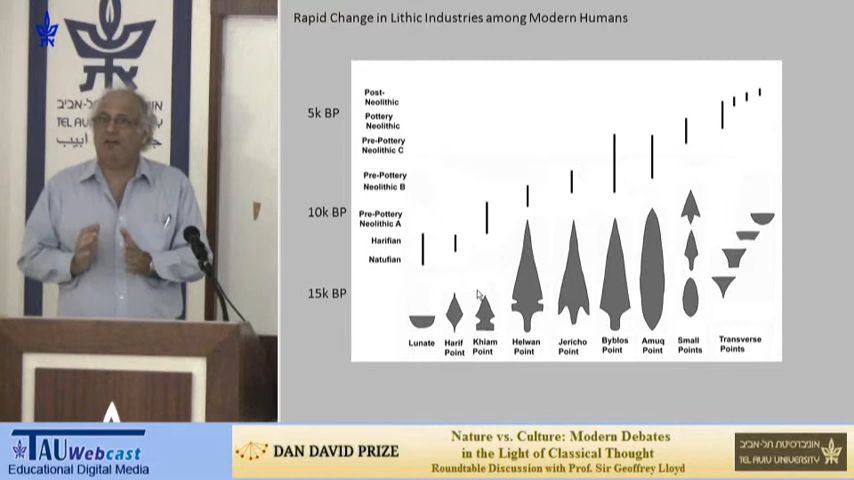 Rapid Change in Lithic Industries among Modern Humans
אוניברסיטת תל-אביב
TEL AVIV UNIVERSITY
5k BP
10k BP
15k BP
Post-
Neolithic
Pottery
Neolithic
Pre-Pottery
Neolithic C
Pre-Pottery
Neolithic B
Pre-Pottery
Neolithic A
Harifian
Natufian
Lunate
Harif
Point
Khiam
Point
Helwan
Point
Jericho
Point
Byblos
Point
Amuq
Point
Small
Points
Transverse
Points
TAU Webcast
Educational Digital Media
DAN DAVID PRIZE
Nature vs. Culture: Modern Debates
in the Light of Classical Thought
Roundtable Discussion with Prof. Sir Geoffrey Lloyd